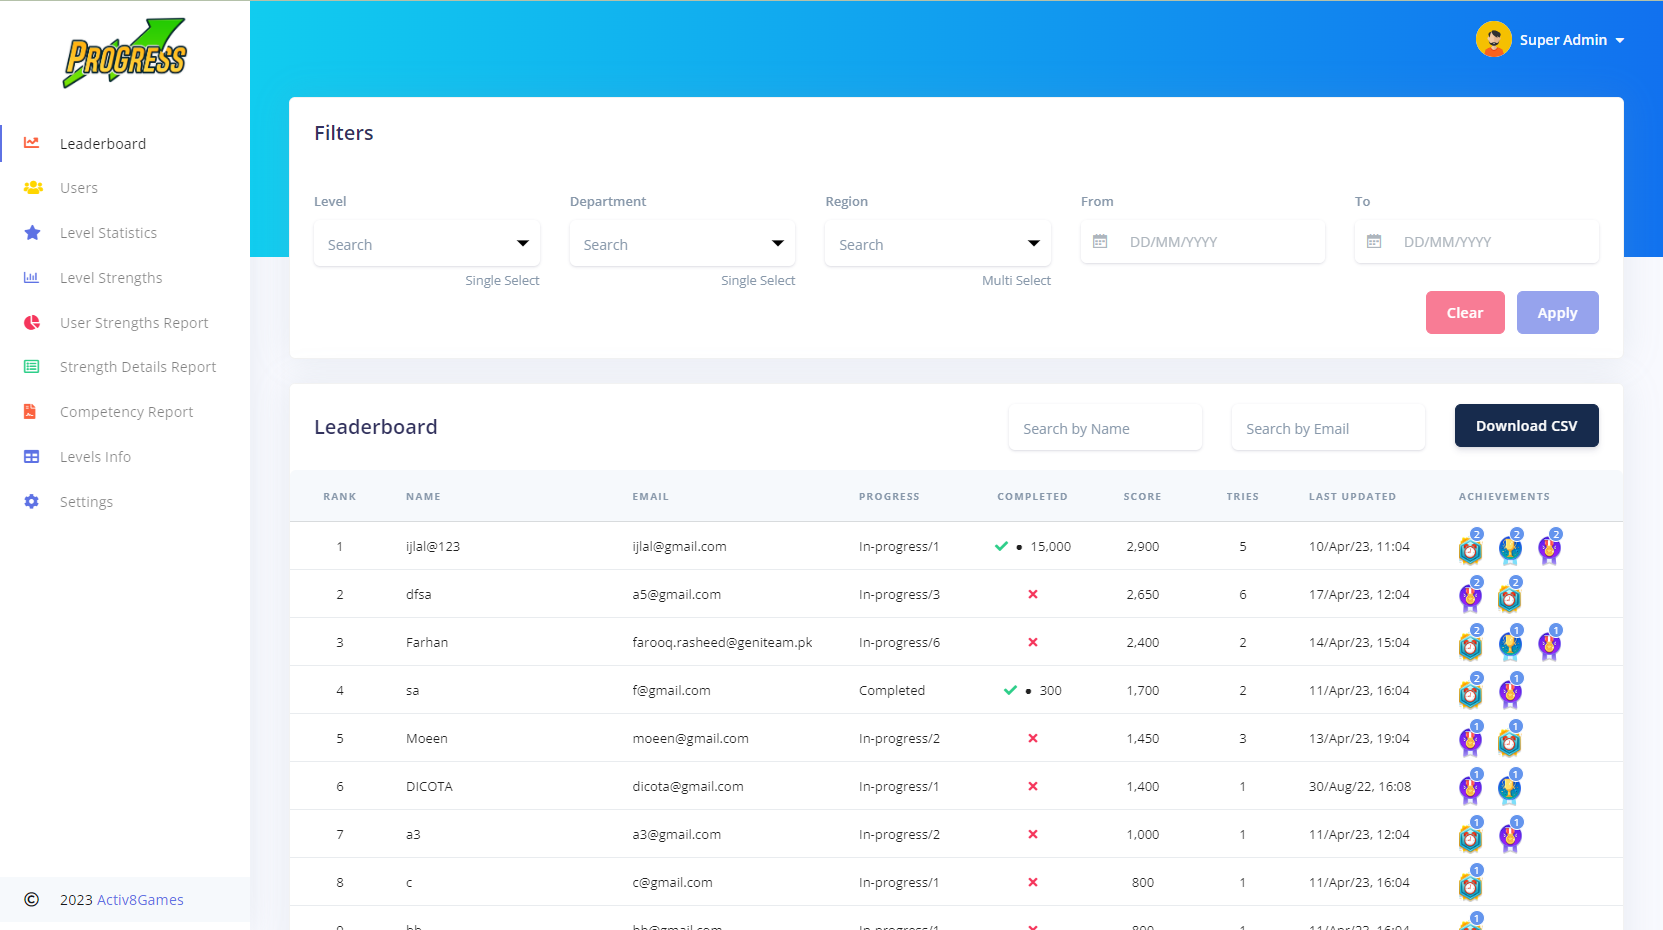 PROGRESS
Super Admin
Leaderboard
Users
Level Statistics
Level Strengths
User Strengths Report
Strength Details Report
Competency Report
Levels Info
Settings
© 2023 Activ8Games
Filters
Level Department Region From To
Search Search Search DD/MM/YYYY DD/MM/YYYY
Single Select Single Select Multi Select
Clear Apply
Leaderboard Search by Name Search by Email Download CSV
RANK NAME EMAIL PROGRESS COMPLETED SCORE TRIES LAST UPDATED ACHIEVEMENTS
1 ijlal@123 ijlal@gmail.com In-progress/1 ✔ ● 15,000 2,900 5 10/Apr/23, 11:04 2 2 2
2 dfsa a5@gmail.com In-progress/3 ✖ 2,650 6 17/Apr/23, 12:04 2 2
3 Farhan farooq.rasheed@geniteam.pk In-progress/6 ✖ 2,400 2 14/Apr/23, 15:04 2 1 1
4 sa f@gmail.com Completed ✔ ● 300 1,700 2 11/Apr/23, 16:04 2 1
5 Moeen moeen@gmail.com In-progress/2 ✖ 1,450 3 13/Apr/23, 19:04 1 1
6 DICOTA dicota@gmail.com In-progress/1 ✖ 1,400 1 30/Aug/22, 16:08 1 1
7 a3 a3@gmail.com In-progress/2 ✖ 1,000 1 11/Apr/23, 12:04 1 1
8 c c@gmail.com In-progress/1 ✖ 800 1 11/Apr/23, 16:04 1
1